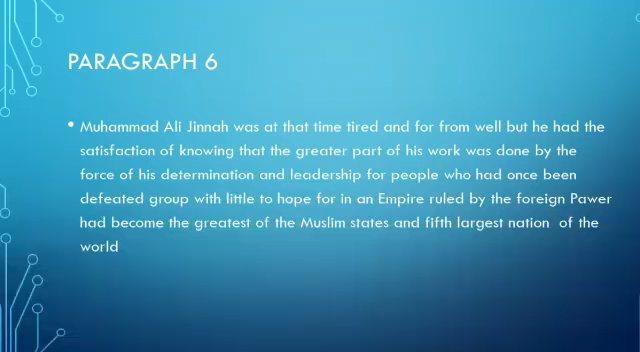 PARAGRAPH 6
• Muhammad Ali Jinnah was at that time tired and for from well but he had the
satisfaction of knowing that the greater part of his work was done by the
force of his determination and leadership for people who had once been
defeated group with little to hope for in an Empire ruled by the foreign Pawer
had become the greatest of the Muslim states and fifth largest nation of the
world